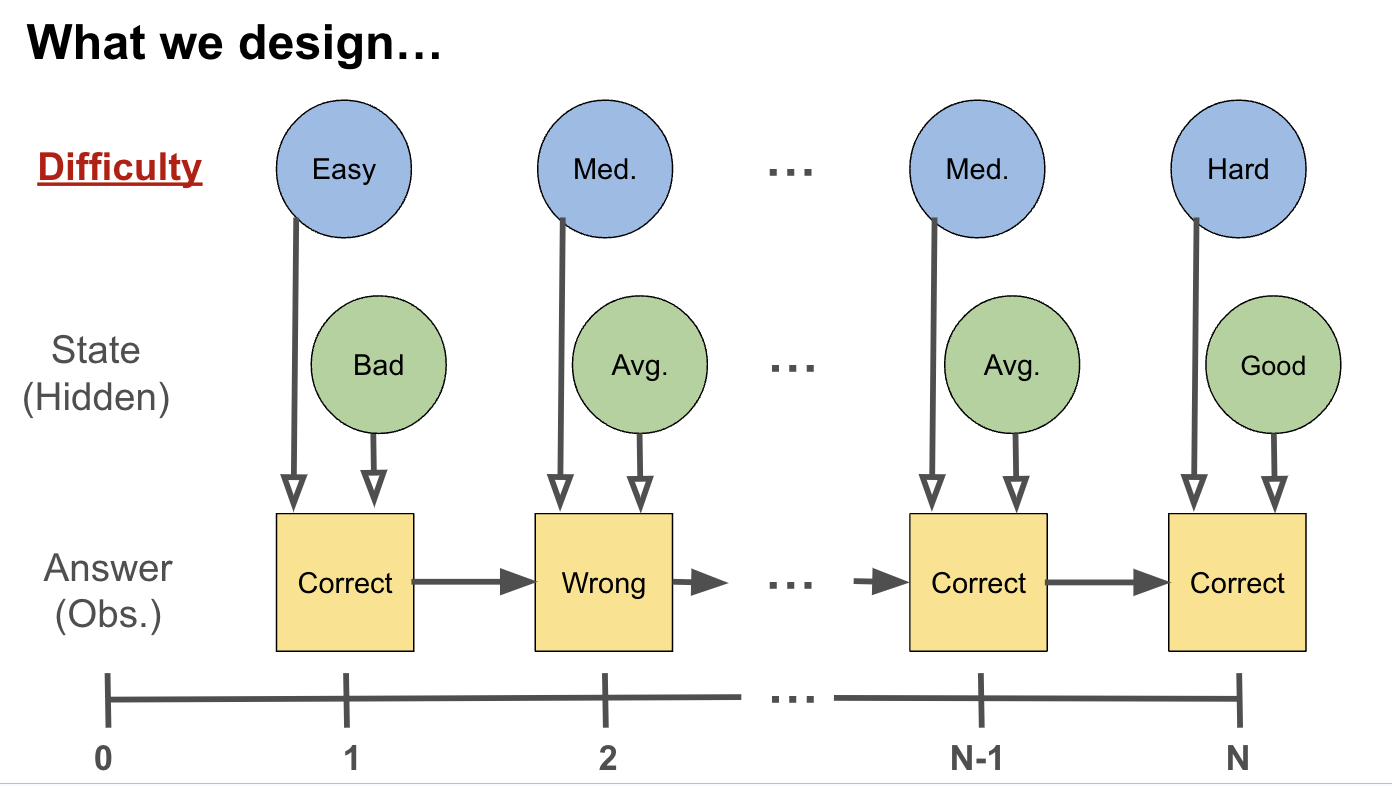 What we design…
Difficulty
Easy
Med.
...
Med.
Hard
State
(Hidden)
Bad
Avg.
...
Avg.
Good
Answer
(Obs.)
Correct
Wrong
...
Correct
Correct
...
0
1
2
N-1
N